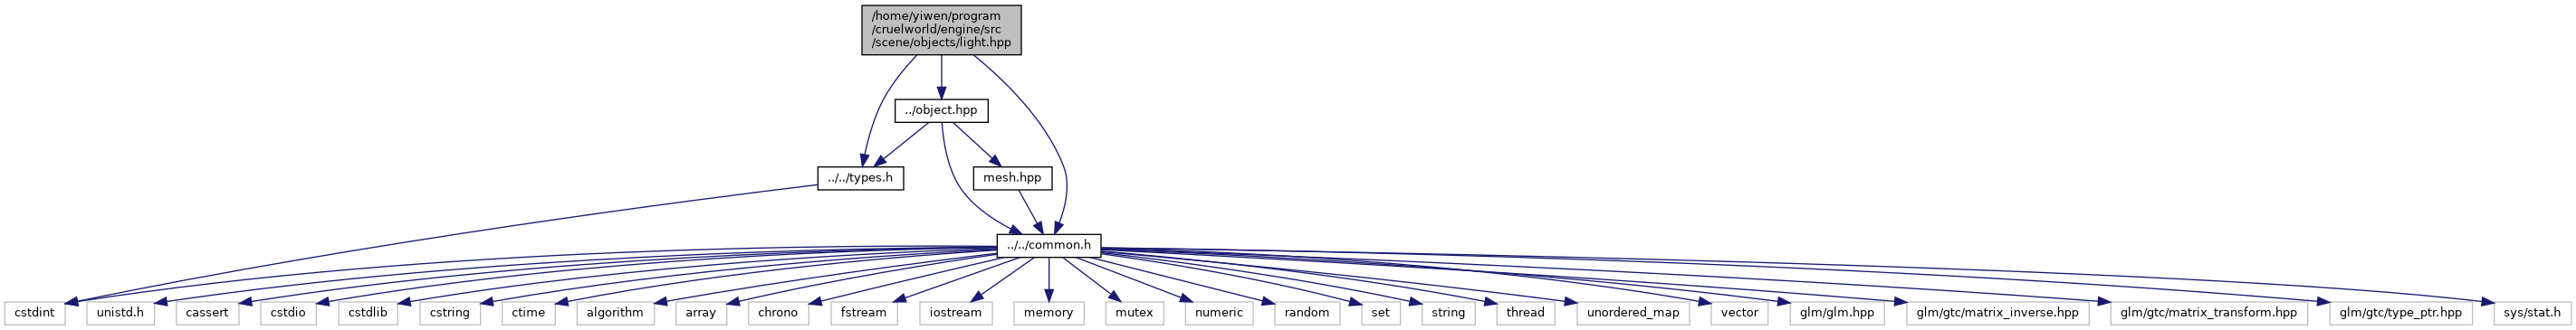 /home/yiwen/program
/cruelworld/engine/src
/scene/objects/light.hpp
../object.hpp
../../types.h
mesh.hpp
../../common.h
cstdint
unistd.h
cassert
cstdio
cstdlib
cstring
ctime
algorithm
array
chrono
fstream
iostream
memory
mutex
numeric
random
set
string
thread
unordered_map
vector
glm/glm.hpp
glm/gtc/matrix_inverse.hpp
glm/gtc/matrix_transform.hpp
glm/gtc/type_ptr.hpp
sys/stat.h